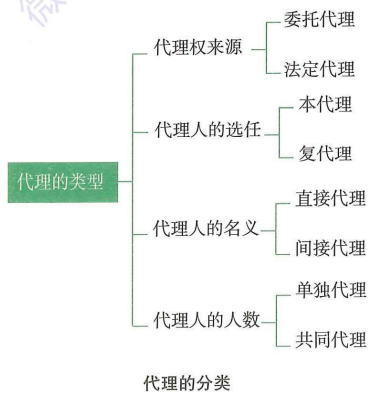 代理的类型
代理权来源
委托代理
法定代理
代理人的选任
本代理
复代理
代理人的名义
直接代理
间接代理
代理人的人数
单独代理
共同代理
代理的分类